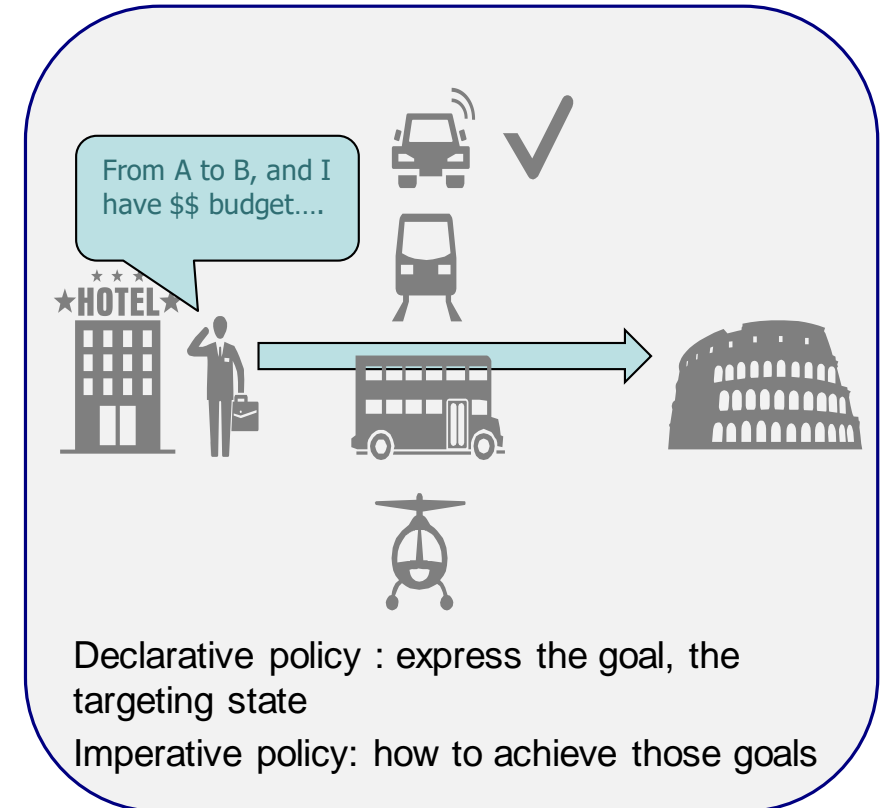 From A to B, and I
have $$ budget….
HOTEL
Declarative policy : express the goal, the
targeting state
Imperative policy: how to achieve those goals